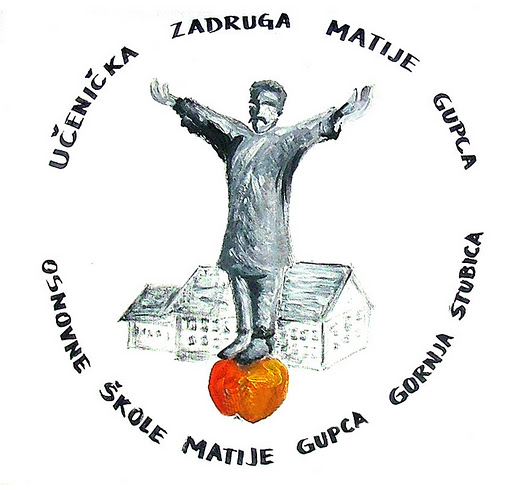 UČENIČKA ZADRUGA MATIJE GUPCA
OSNOVNE ŠKOLE MATIJE GUPCA GORNJA STUBICA